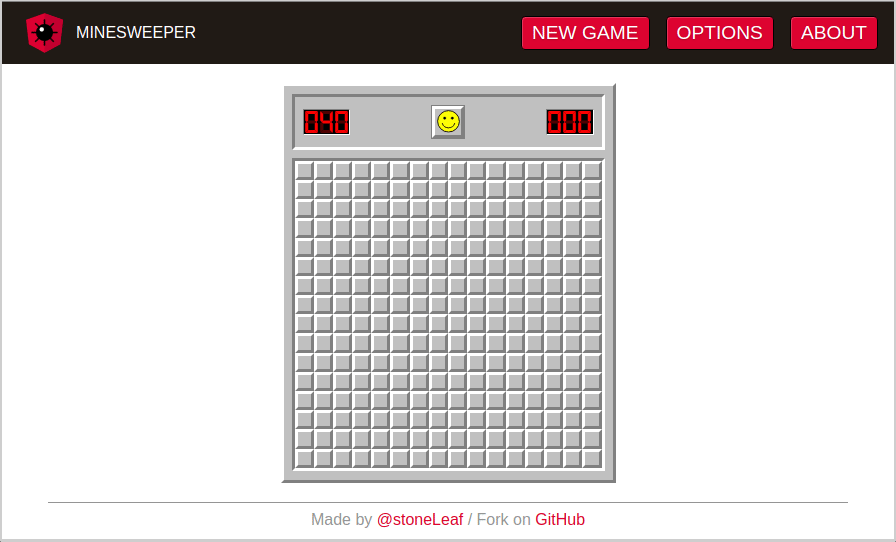 MINESWEEPER
NEW GAME
OPTIONS
ABOUT
040
000
Made by @stoneLeaf / Fork on GitHub